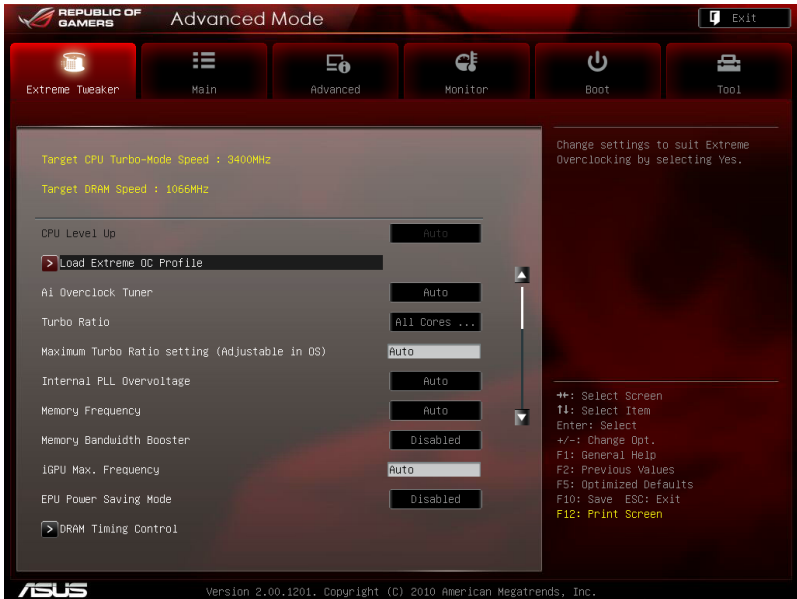 REPUBLIC OF
GAMERS
Advanced Mode
Exit
Extreme Tweaker
Main
Advanced
Monitor
Boot
Tool
Target CPU Turbo-Mode Speed : 3400MHz
Target DRAM Speed : 1066MHz
CPU Level Up Auto
Load Extreme OC Profile
Ai Overclock Tuner Auto
Turbo Ratio All Cores ...
Maximum Turbo Ratio setting (Adjustable in OS) Auto
Internal PLL Overvoltage Auto
Memory Frequency Auto
Memory Bandwidth Booster Disabled
iGPU Max. Frequency Auto
EPU Power Saving Mode Disabled
DRAM Timing Control
Change settings to suit Extreme
Overclocking by selecting Yes.
→←: Select Screen
↑↓: Select Item
Enter: Select
+/-: Change Opt.
F1: General Help
F2: Previous Values
F5: Optimized Defaults
F10: Save ESC: Exit
F12: Print Screen
ASUS
Version 2.00.1201. Copyright (C) 2010 American Megatrends, Inc.